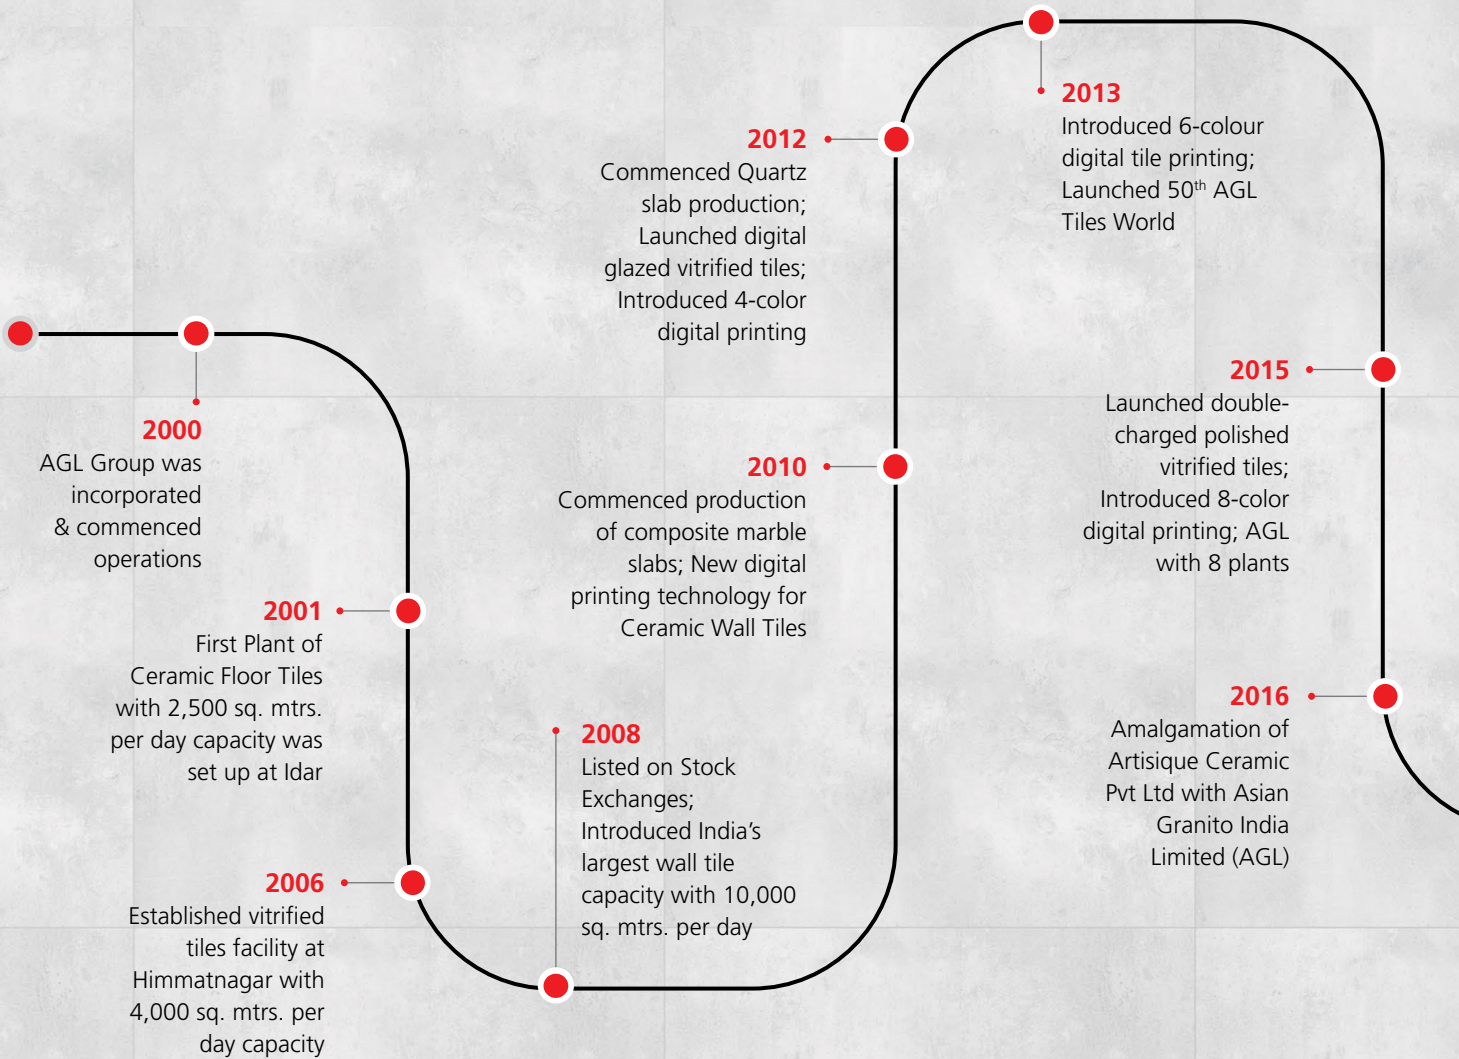 2000
AGL Group was
incorporated
& commenced
operations
2001
First Plant of
Ceramic Floor Tiles
with 2,500 sq. mtrs.
per day capacity was
set up at Idar
2006
Established vitrified
tiles facility at
Himmatnagar with
4,000 sq. mtrs. per
day capacity
2008
Listed on Stock
Exchanges;
Introduced India’s
largest wall tile
capacity with 10,000
sq. mtrs. per day
2010
Commenced production
of composite marble
slabs; New digital
printing technology for
Ceramic Wall Tiles
2012
Commenced Quartz
slab production;
Launched digital
glazed vitrified tiles;
Introduced 4-color
digital printing
2013
Introduced 6-colour
digital tile printing;
Launched 50th AGL
Tiles World
2015
Launched double-
charged polished
vitrified tiles;
Introduced 8-color
digital printing; AGL
with 8 plants
2016
Amalgamation of
Artisique Ceramic
Pvt Ltd with Asian
Granito India
Limited (AGL)